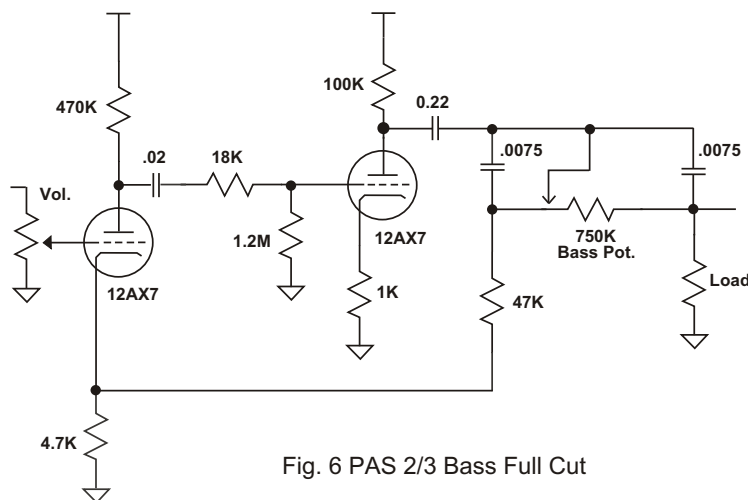 100K
0.22
470K
.02
18K
.0075
.0075
Vol.
1.2M
12AX7
750K
Bass Pot.
12AX7
1K
47K
Load
4.7K
Fig. 6 PAS 2/3 Bass Full Cut